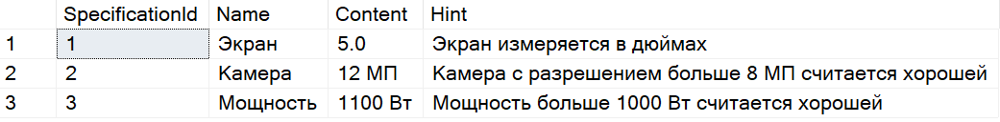 SpecificationId Name Content Hint
1 1 Экран 5.0 Экран измеряется в дюймах
2 2 Камера 12 МП Камера с разрешением больше 8 МП считается хорошей
3 3 Мощность 1100 Вт Мощность больше 1000 Вт считается хорошей